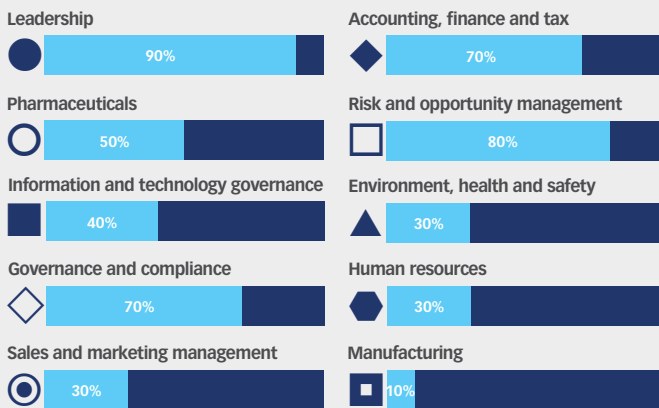 Leadership
90%
Accounting, finance and tax
70%
Pharmaceuticals
50%
Risk and opportunity management
80%
Information and technology governance
40%
Environment, health and safety
30%
Governance and compliance
70%
Human resources
30%
Sales and marketing management
30%
Manufacturing
10%